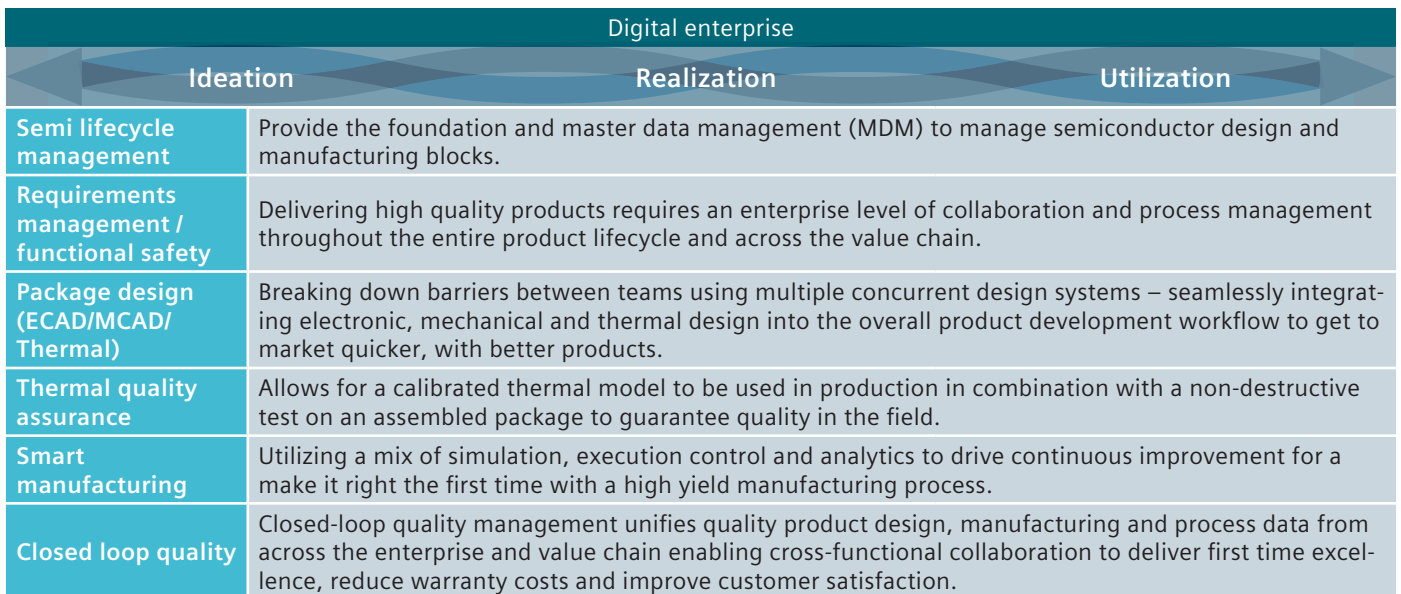 Digital enterprise
Ideation Realization Utilization
Semi lifecycle
management
Provide the foundation and master data management (MDM) to manage semiconductor design and
manufacturing blocks.
Requirements
management /
functional safety
Delivering high quality products requires an enterprise level of collaboration and process management
throughout the entire product lifecycle and across the value chain.
Package design
(ECAD/MCAD/
Thermal)
Breaking down barriers between teams using multiple concurrent design systems – seamlessly integrat-
ing electronic, mechanical and thermal design into the overall product development workflow to get to
market quicker, with better products.
Thermal quality
assurance
Allows for a calibrated thermal model to be used in production in combination with a non-destructive
test on an assembled package to guarantee quality in the field.
Smart
manufacturing
Utilizing a mix of simulation, execution control and analytics to drive continuous improvement for a
make it right the first time with a high yield manufacturing process.
Closed loop quality
Closed-loop quality management unifies quality product design, manufacturing and process data from
across the enterprise and value chain enabling cross-functional collaboration to deliver first time excel-
lence, reduce warranty costs and improve customer satisfaction.